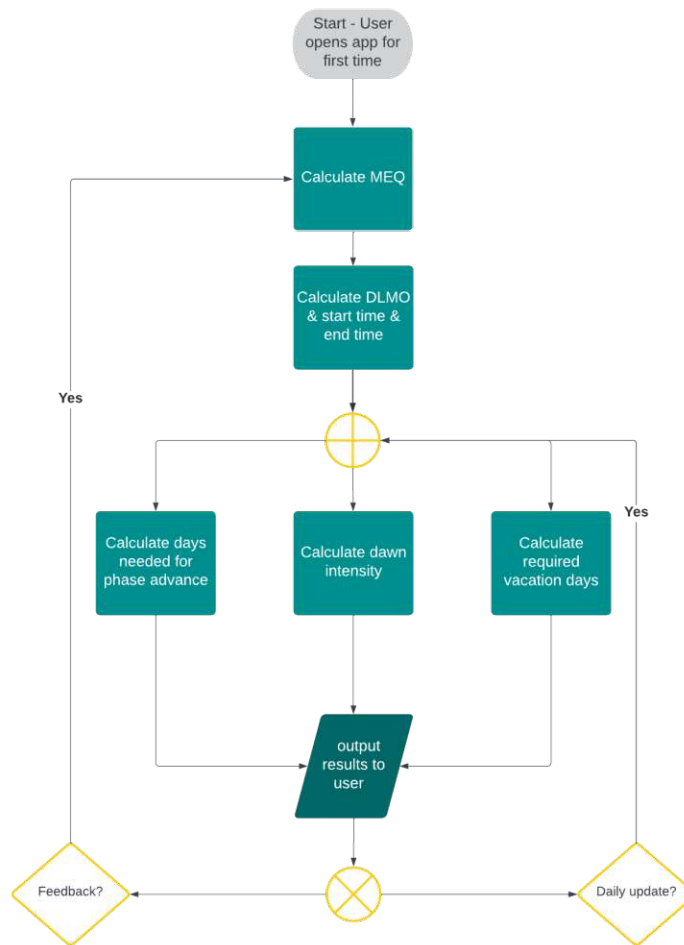 Start - User
opens app for
first time
Calculate MEQ
Calculate DLMO
& start time &
end time
Yes
Yes
Calculate days
needed for
phase advance
Calculate dawn
intensity
Calculate
required
vacation days
output
results to
user
Feedback?
Daily update?